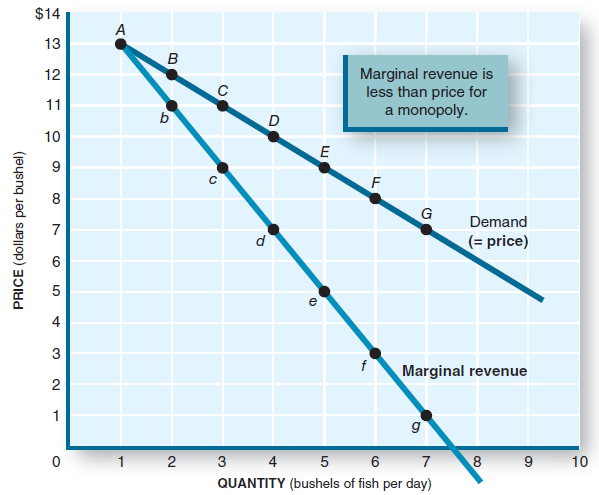 $14
13
12
11
10
9
8
7
6
5
4
3
2
1
0
PRICE (dollars per bushel)
A
B
C
D
E
F
G
b
c
d
e
f
g
Marginal revenue is
less than price for
a monopoly.
Demand
(= price)
Marginal revenue
1 2 3 4 5 6 7 8 9 10
QUANTITY (bushels of fish per day)